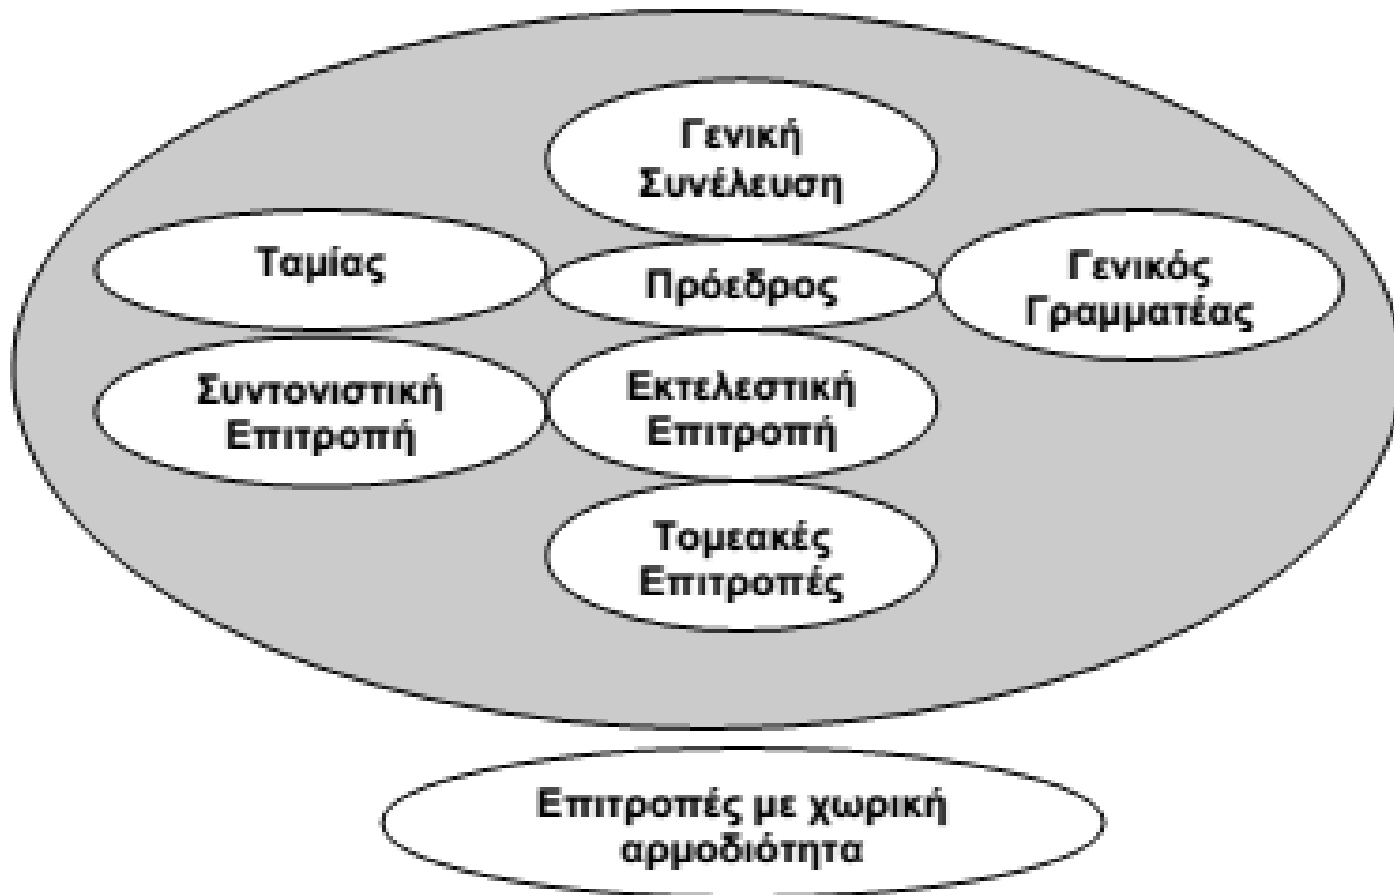 Γενική
Συνέλευση
Ταμίας
Πρόεδρος
Γενικός
Γραμματέας
Συντονιστική
Επιτροπή
Εκτελεστική
Επιτροπή
Τομεακές
Επιτροπές
Επιτροπές με χωρική
αρμοδιότητα